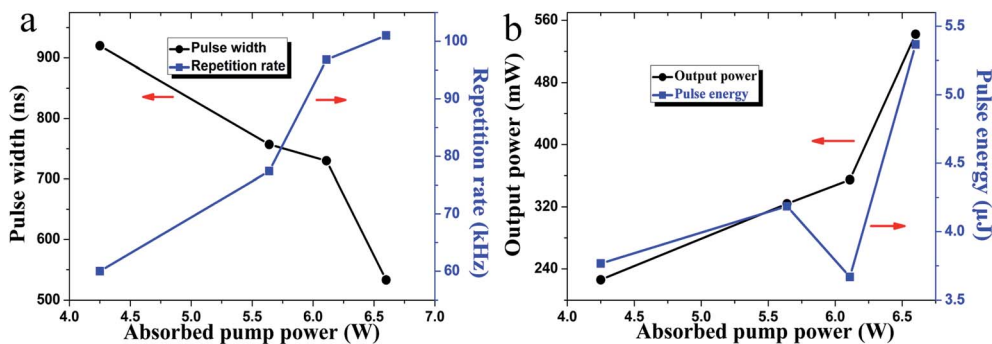 a
Pulse width
Repetition rate
Pulse width (ns)
900
800
700
600
500
Repetition rate (kHz)
100
90
80
70
60
4.0 4.5 5.0 5.5 6.0 6.5 7.0
Absorbed pump power (W)
b
Output power
Pulse energy
Output power (mW)
560
480
400
320
240
Pulse energy (μJ)
5.5
5.0
4.5
4.0
3.5
4.0 4.5 5.0 5.5 6.0 6.5
Absorbed pump power (W)